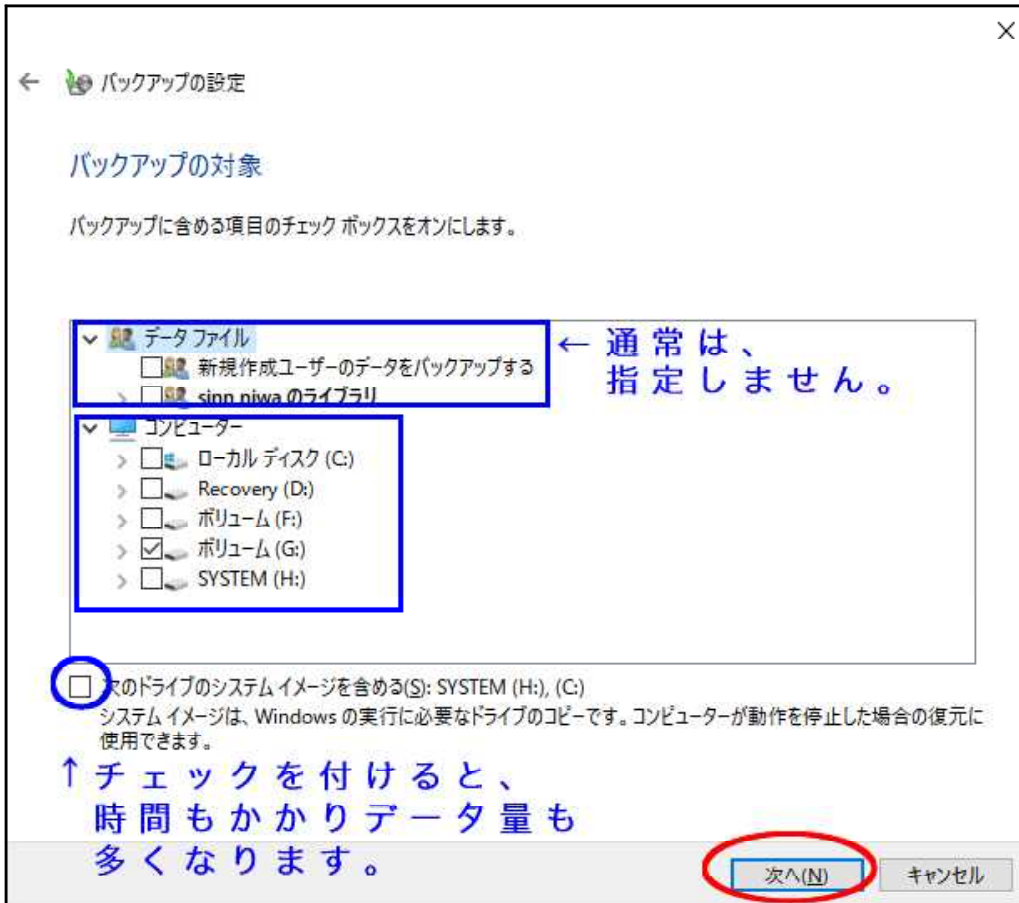 バックアップの設定
バックアップの対象
バックアップに含める項目のチェック ボックスをオンにします。
データ ファイル
新規作成ユーザーのデータをバックアップする
sinn niwa のライブラリ
←通常は、
指定しません。
コンピューター
ローカル ディスク (C:)
Recovery (D:)
ボリューム (F:)
ボリューム (G:)
SYSTEM (H:)
次のドライブのシステム イメージを含める(S): SYSTEM (H:), (C:)
システム イメージは、Windows の実行に必要なドライブのコピーです。コンピューターが動作を停止した場合の復元に
使用できます。
↑チェックを付けると、
時間もかかりデータ量も
多くなります。
次へ(N)
キャンセル